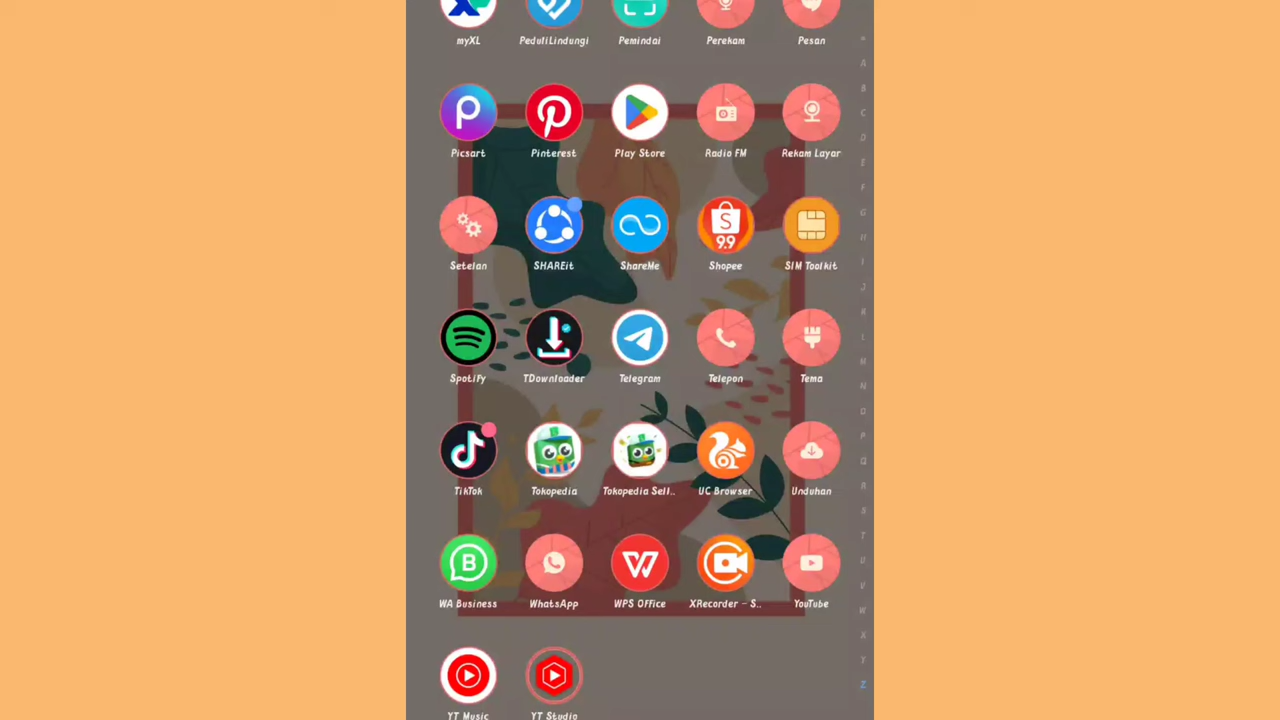 myXL PeduliLindungi Pemindai Perekam Pesan
Picsart Pinterest Play Store Radio FM Rekam Layar
S
9.9
Setelan SHAREit ShareMe Shopee SIM Toolkit
Spotify TDownloader Telegram Telepon Tema
TikTok Tokopedia Tokopedia Sell.. UC Browser Unduhan
B
WA Business WhatsApp WPS Office XRecorder - S.. YouTube
YT Music YT Studio
A
B
C
D
E
F
G
H
I
J
K
L
M
N
O
P
Q
R
S
T
U
V
W
X
Y
Z